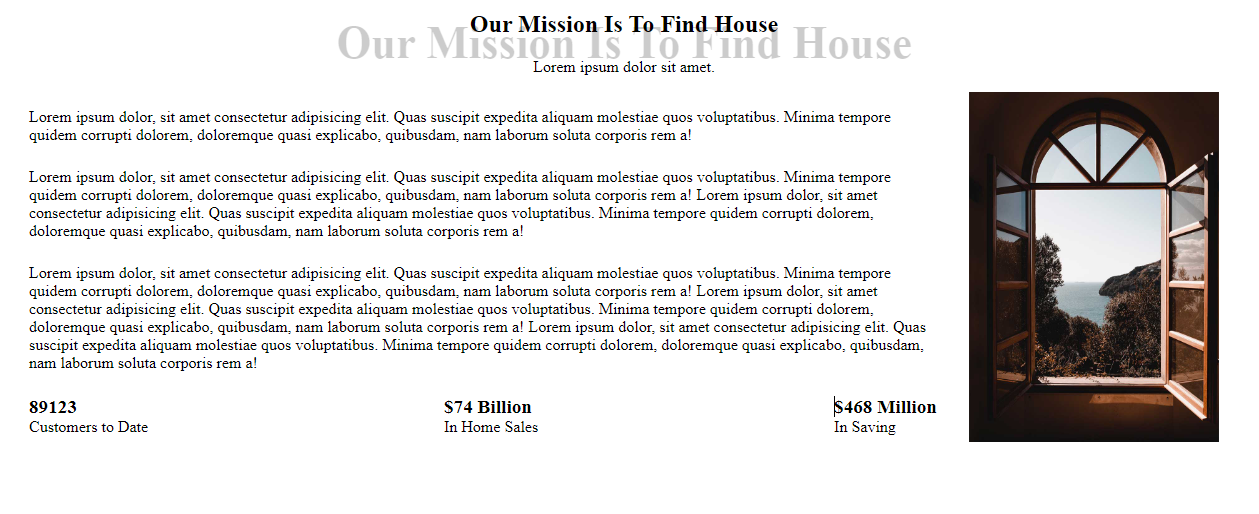 Our Mission Is To Find House
Our Mission Is To Find House
Lorem ipsum dolor sit amet.
Lorem ipsum dolor, sit amet consectetur adipisicing elit. Quas suscipit expedita aliquam molestiae quos voluptatibus. Minima tempore
quidem corrupti dolorem, doloremque quasi explicabo, quibusdam, nam laborum soluta corporis rem a!
Lorem ipsum dolor, sit amet consectetur adipisicing elit. Quas suscipit expedita aliquam molestiae quos voluptatibus. Minima tempore
quidem corrupti dolorem, doloremque quasi explicabo, quibusdam, nam laborum soluta corporis rem a! Lorem ipsum dolor, sit amet
consectetur adipisicing elit. Quas suscipit expedita aliquam molestiae quos voluptatibus. Minima tempore quidem corrupti dolorem,
doloremque quasi explicabo, quibusdam, nam laborum soluta corporis rem a!
Lorem ipsum dolor, sit amet consectetur adipisicing elit. Quas suscipit expedita aliquam molestiae quos voluptatibus. Minima tempore
quidem corrupti dolorem, doloremque quasi explicabo, quibusdam, nam laborum soluta corporis rem a! Lorem ipsum dolor, sit amet
consectetur adipisicing elit. Quas suscipit expedita aliquam molestiae quos voluptatibus. Minima tempore quidem corrupti dolorem,
doloremque quasi explicabo, quibusdam, nam laborum soluta corporis rem a! Lorem ipsum dolor, sit amet consectetur adipisicing elit. Quas
suscipit expedita aliquam molestiae quos voluptatibus. Minima tempore quidem corrupti dolorem, doloremque quasi explicabo, quibusdam,
nam laborum soluta corporis rem a!
89123
Customers to Date
$74 Billion
In Home Sales
$468 Million
In Saving